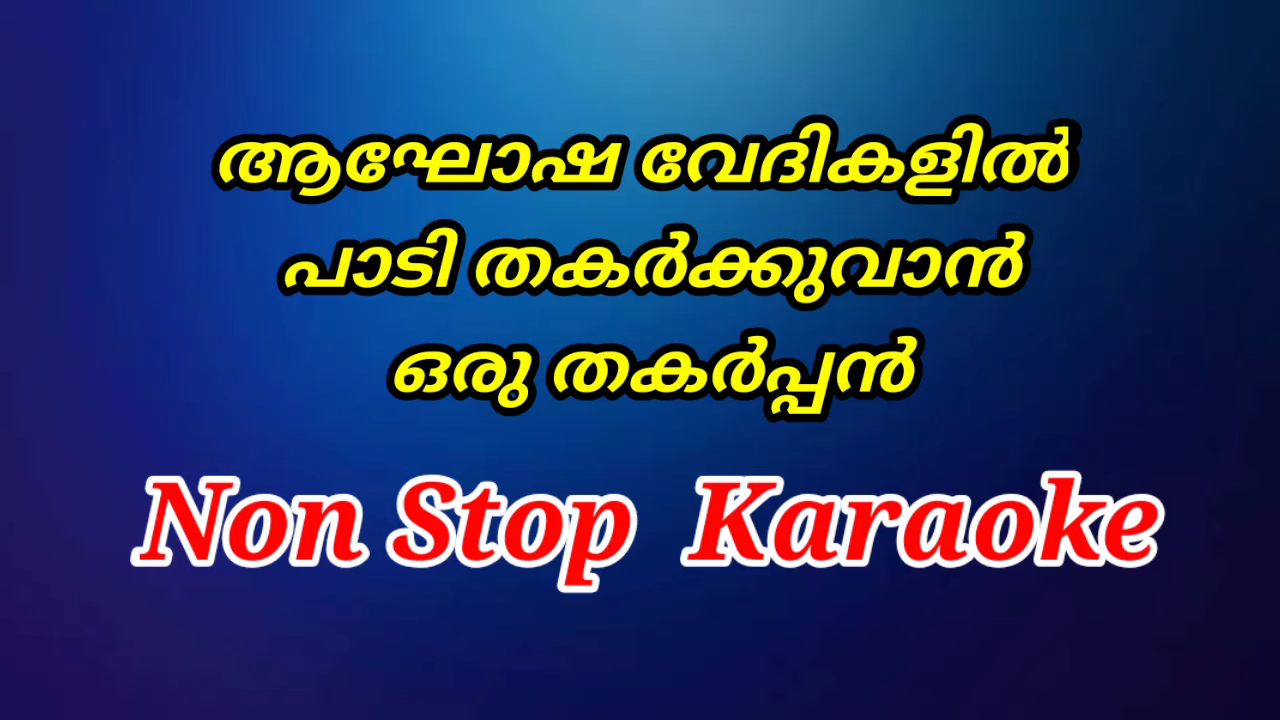 ആഘോഷ വേദികളിൽ
പാടി തകർക്കുവാൻ
ഒരു തകർപ്പൻ
Non Stop Karaoke